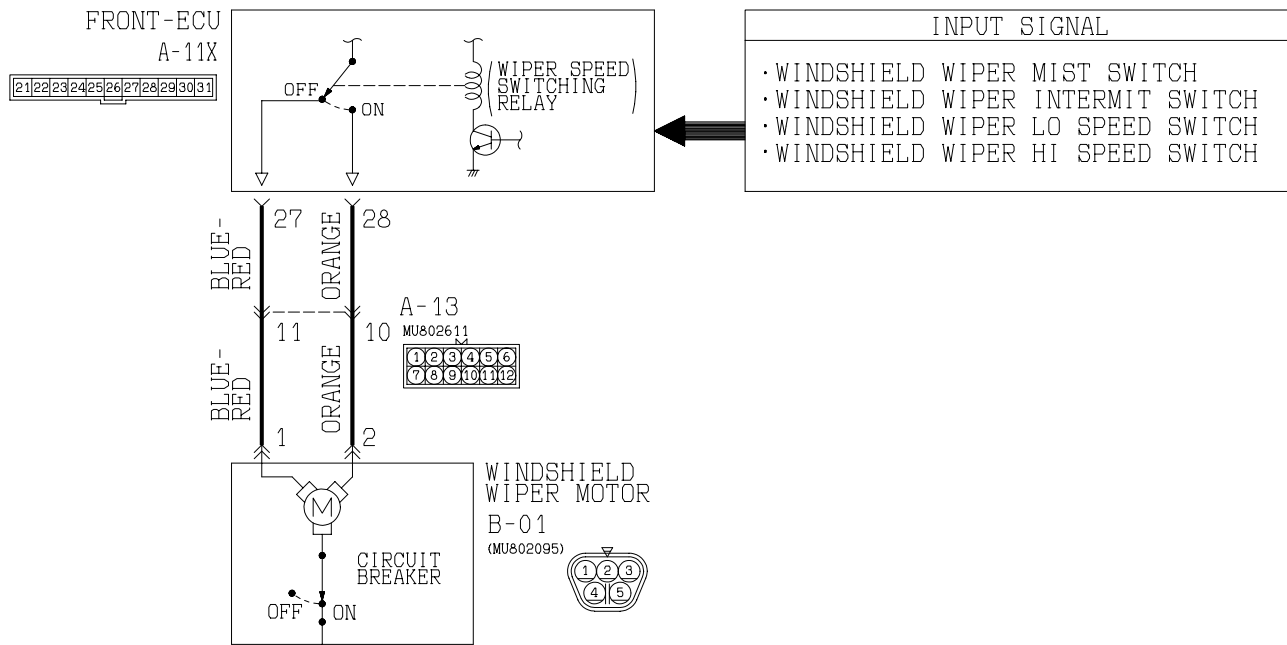 FRONT-ECU
A-11X
21 22 23 24 25 26 27 28 29 30 31
OFF
ON
(WIPER SPEED
SWITCHING
RELAY)
INPUT SIGNAL
·WINDSHIELD WIPER MIST SWITCH
·WINDSHIELD WIPER INTERMIT SWITCH
·WINDSHIELD WIPER LO SPEED SWITCH
·WINDSHIELD WIPER HI SPEED SWITCH
27
28
BLUE-
RED
ORANGE
11
10
A-13
MU802611
1 2 3 4 5 6
7 8 9 10 11 12
BLUE-
RED
ORANGE
1
2
WINDSHIELD
WIPER MOTOR
B-01
(MU802095)
1 2 3
4 5
M
CIRCUIT
BREAKER
OFF
ON